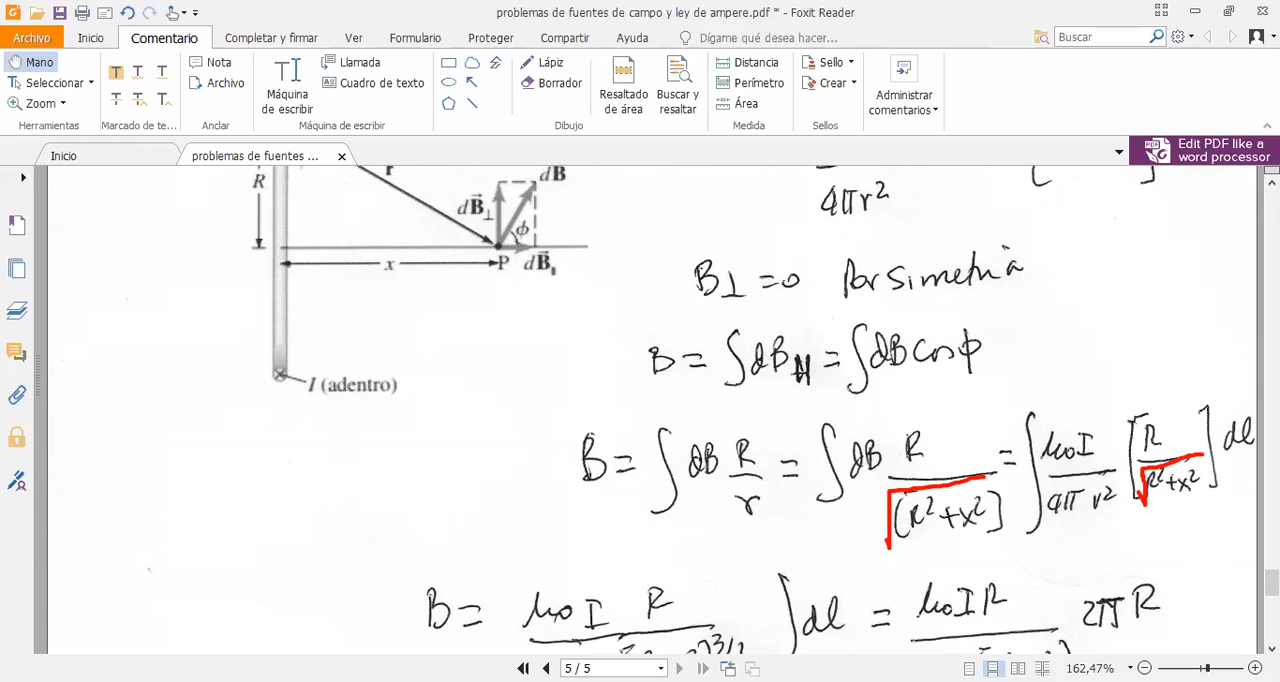 problemas de fuentes de campo y ley de ampere.pdf * - Foxit Reader
Archivo Inicio Comentario Completar y firmar Ver Formulario Proteger Compartir Ayuda Dígame qué desea hacer... Buscar
Mano Seleccionar Zoom
Herramientas
T T T T T T
Marcado de te...
Nota Archivo
Andar
Máquina de escribir
Llamada
Cuadro de texto
Máquina de escribir
Lápiz
Borrador
Dibujo
Resaltado de área
Buscar y resaltar
Distancia
Perímetro
Área
Medida
Sello
Crear
Sellos
Administrar comentarios
Comentarios
Inicio problemas de fuentes ... Edit PDF like a word processor
R r dB
dB⃗⊥ ϕ
x P dB⃗॥
I (adentro)
4πr²
B⊥ = 0 Por simetría
B = ∫dB∥ = ∫dB cosϕ
B = ∫ dB R/r = ∫ dB R/√[R²+x²] = ∫ μ₀I/4π r² [R/√R²+x²] dl
B = μ₀I R ∫dl = μ₀IR 2πR
5 / 5
162,47%